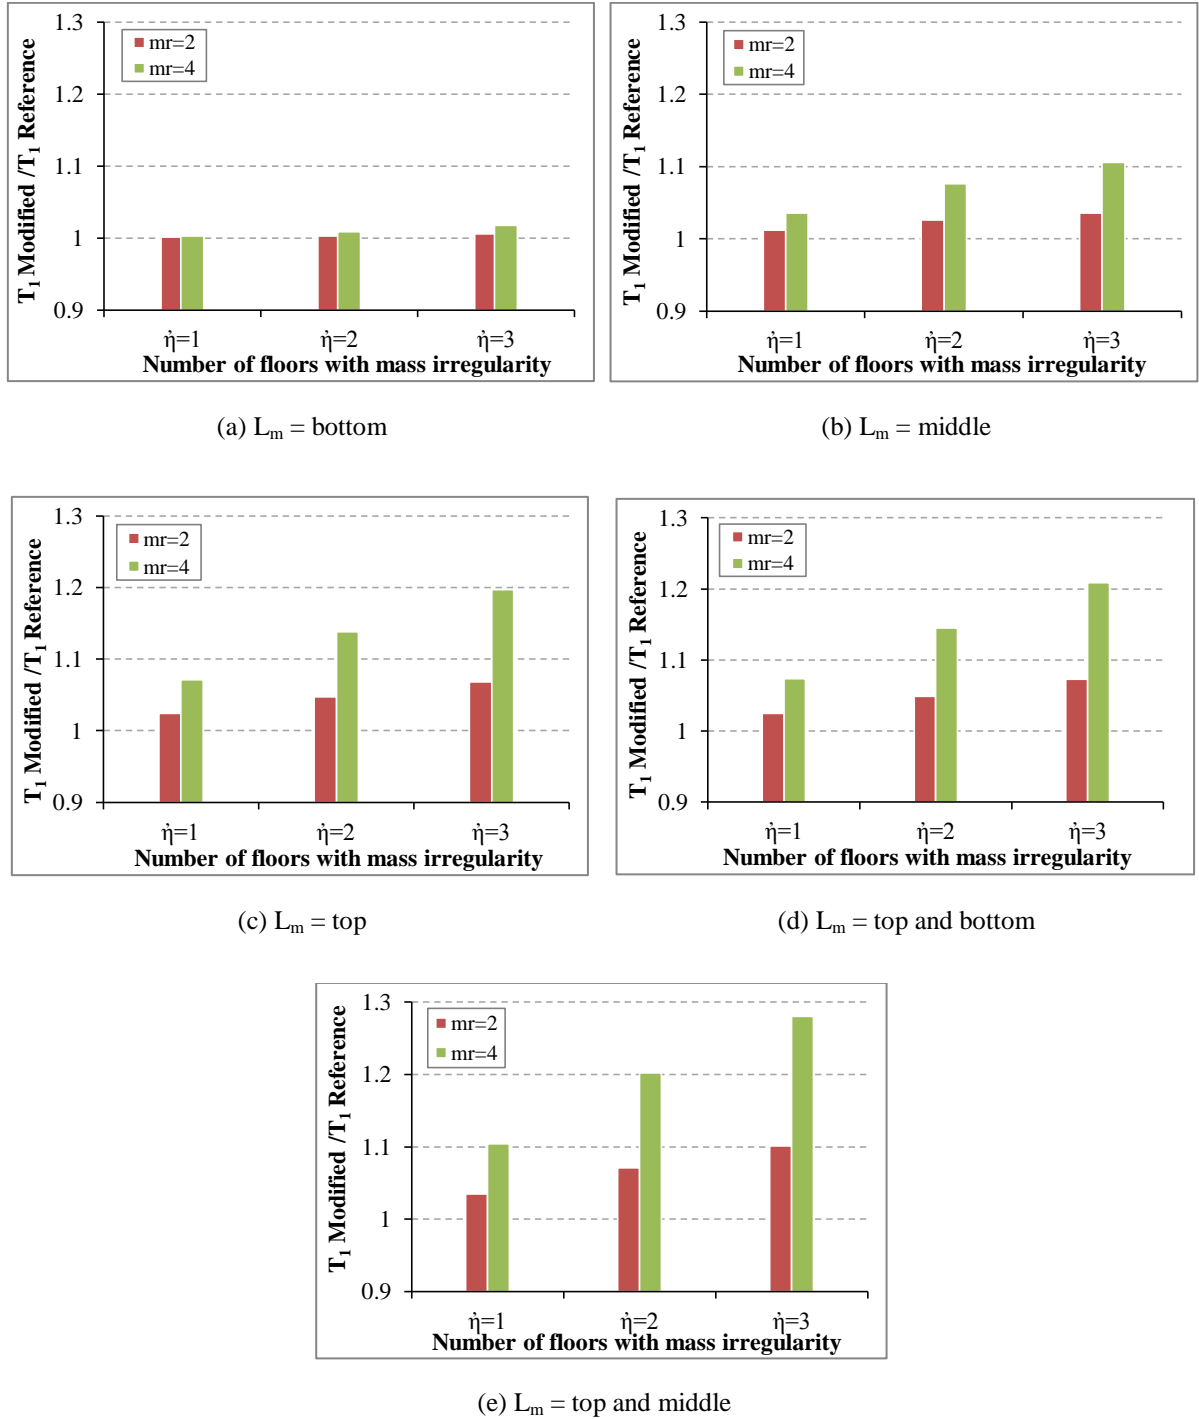 1.3
1.2
1.1
1
0.9
T₁ Modified /T₁ Reference
mr=2
mr=4
η̇=1
η̇=2
η̇=3
Number of floors with mass irregularity
(a) Lₘ = bottom
1.3
1.2
1.1
1
0.9
T₁ Modified /T₁ Reference
mr=2
mr=4
η̇=1
η̇=2
η̇=3
Number of floors with mass irregularity
(b) Lₘ = middle
1.3
1.2
1.1
1
0.9
T₁ Modified /T₁ Reference
mr=2
mr=4
η̇=1
η̇=2
η̇=3
Number of floors with mass irregularity
(c) Lₘ = top
1.3
1.2
1.1
1
0.9
T₁ Modified /T₁ Reference
mr=2
mr=4
η̇=1
η̇=2
η̇=3
Number of floors with mass irregularity
(d) Lₘ = top and bottom
1.3
1.2
1.1
1
0.9
T₁ Modified /T₁ Reference
mr=2
mr=4
η̇=1
η̇=2
η̇=3
Number of floors with mass irregularity
(e) Lₘ = top and middle